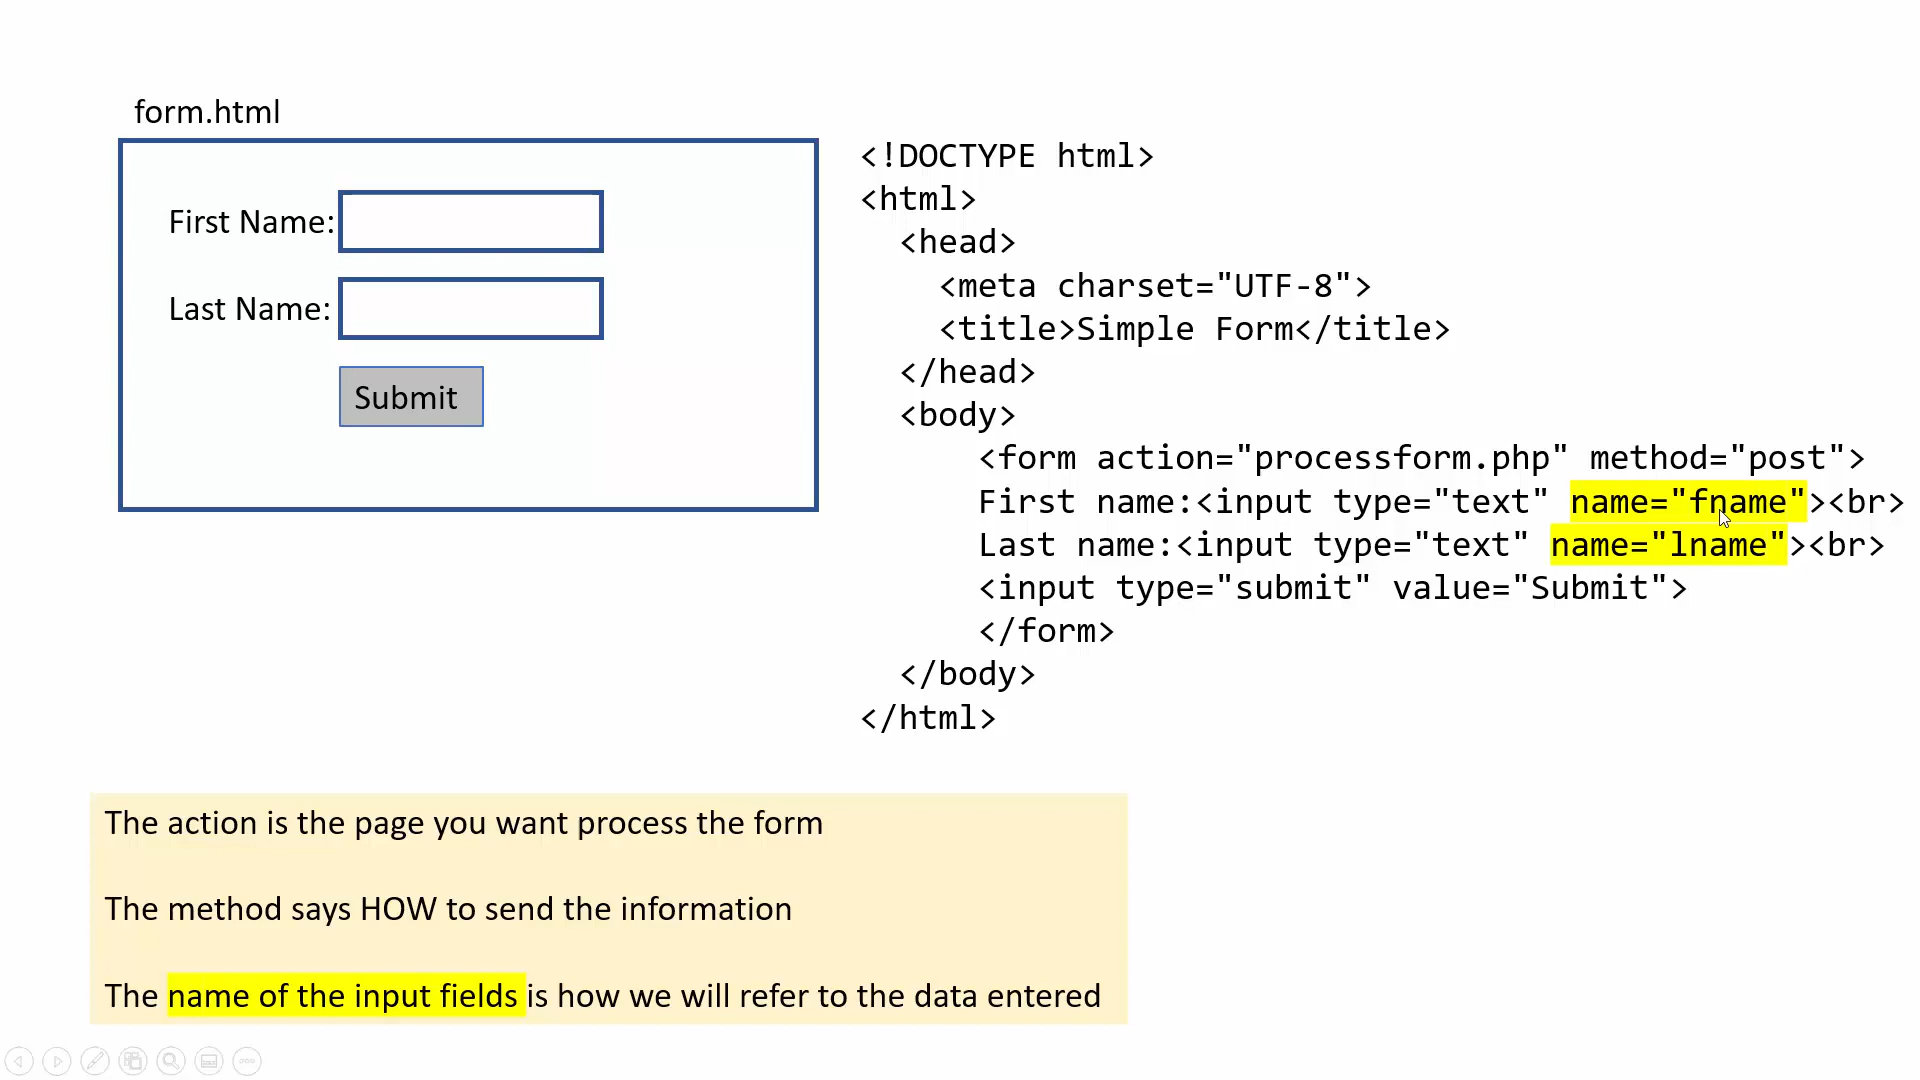 form.html
First Name:
Last Name:
Submit
<!DOCTYPE html>
<html>
<head>
<meta charset="UTF-8">
<title>Simple Form</title>
</head>
<body>
<form action="processform.php" method="post">
First name:<input type="text" name="fname"><br>
Last name:<input type="text" name="lname"><br>
<input type="submit" value="Submit">
</form>
</body>
</html>
The action is the page you want process the form
The method says HOW to send the information
The name of the input fields is how we will refer to the data entered